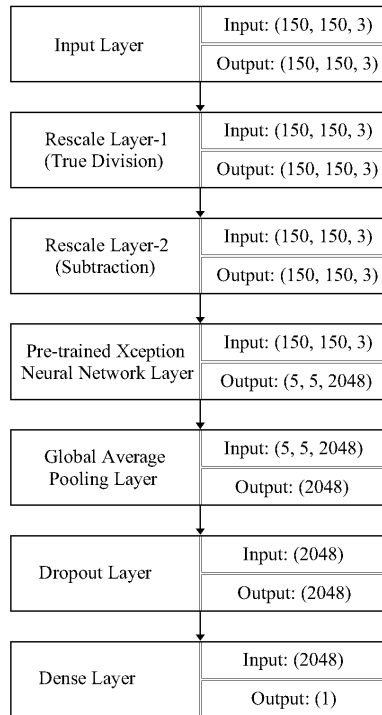 Input Layer
Input: (150, 150, 3)
Output: (150, 150, 3)
Rescale Layer-1
(True Division)
Input: (150, 150, 3)
Output: (150, 150, 3)
Rescale Layer-2
(Subtraction)
Input: (150, 150, 3)
Output: (150, 150, 3)
Pre-trained Xception
Neural Network Layer
Input: (150, 150, 3)
Output: (5, 5, 2048)
Global Average
Pooling Layer
Input: (5, 5, 2048)
Output: (2048)
Dropout Layer
Input: (2048)
Output: (2048)
Dense Layer
Input: (2048)
Output: (1)